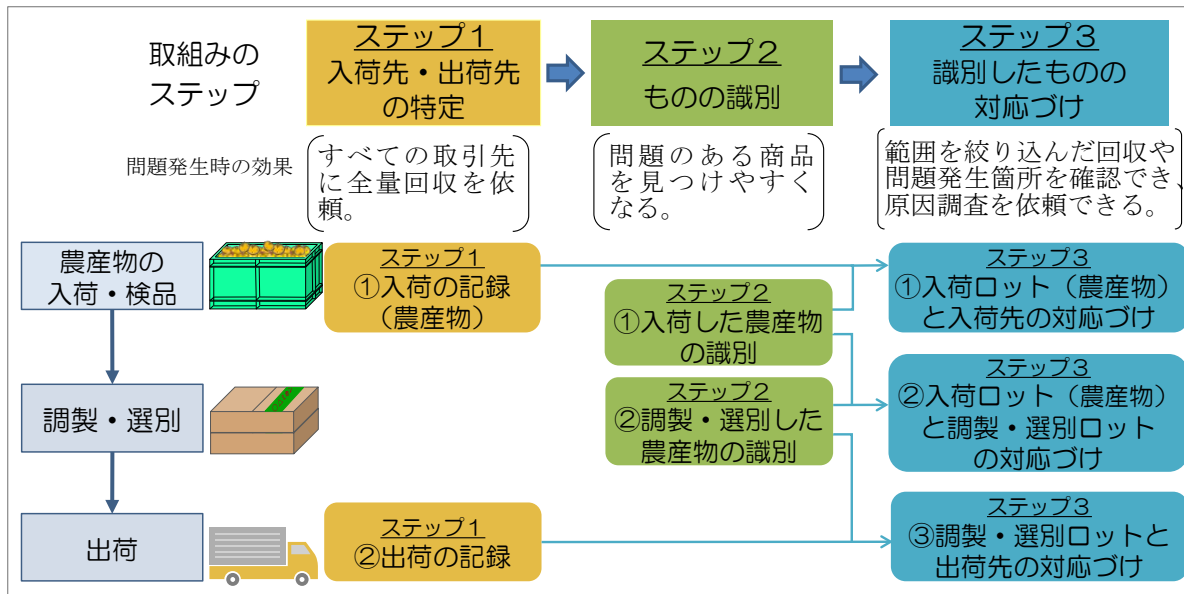 取組みの
ステップ
ステップ1
入荷先・出荷先
の特定
ステップ2
ものの識別
ステップ3
識別したものの
対応づけ
問題発生時の効果
すべての取引先
に全量回収を依
頼。
問題のある商品
を見つけやすく
なる。
範囲を絞り込んだ回収や
問題発生箇所を確認でき、
原因調査を依頼できる。
農産物の
入荷・検品
ステップ1
①入荷の記録
（農産物）
ステップ2
①入荷した農産物
の識別
ステップ3
①入荷ロット（農産物）
と入荷先の対応づけ
調製・選別
ステップ2
②調製・選別した
農産物の識別
ステップ3
②入荷ロット（農産物）
と調製・選別ロット
の対応づけ
出荷
ステップ1
②出荷の記録
ステップ3
③調製・選別ロットと
出荷先の対応づけ